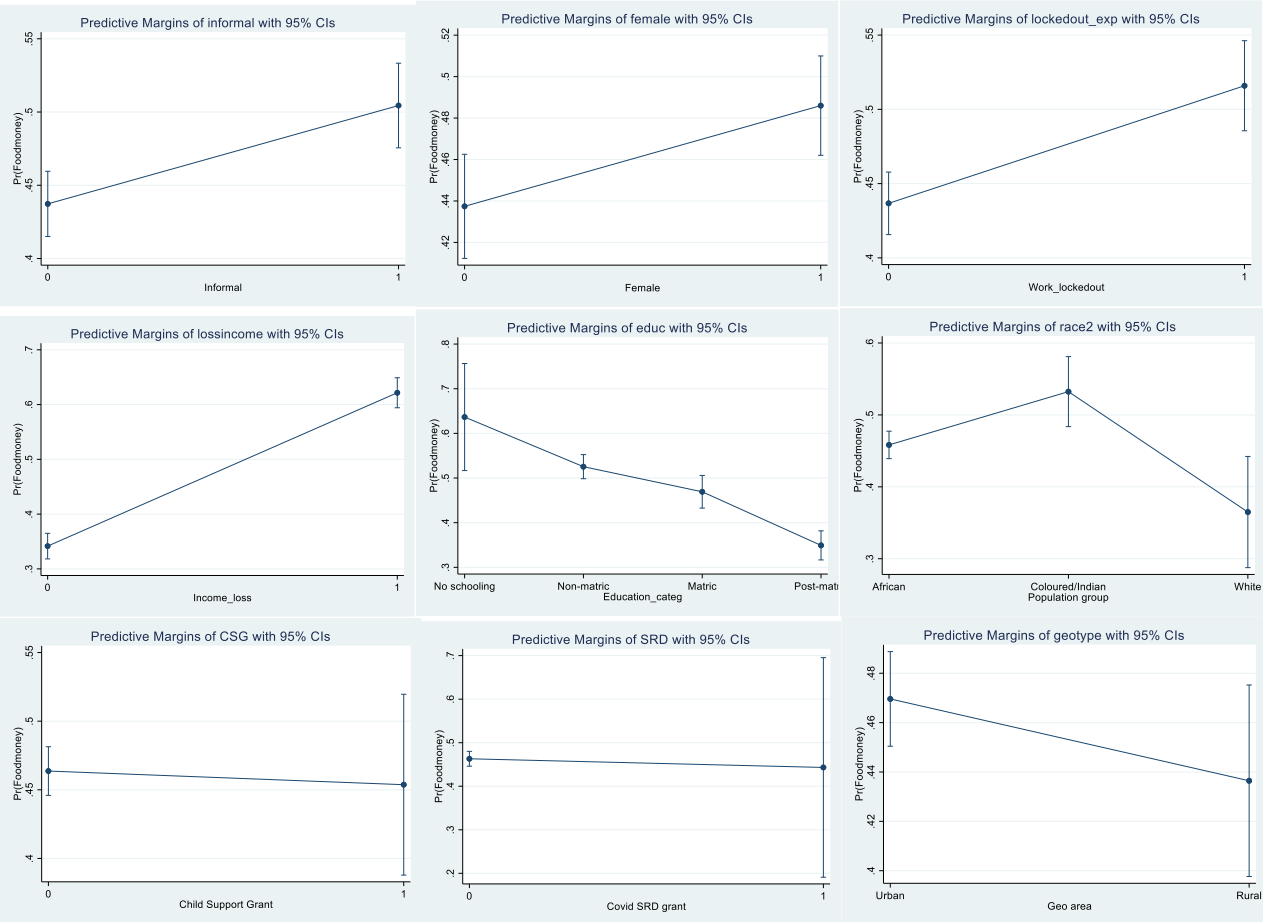 Predictive Margins of informal with 95% CIs
Pr(Foodmoney)
.55
.5
.45
.4
0 1
Informal
Predictive Margins of female with 95% CIs
Pr(Foodmoney)
.52
.5
.48
.46
.44
.42
0 1
Female
Predictive Margins of lockedout_exp with 95% CIs
Pr(Foodmoney)
.55
.5
.45
.4
0 1
Work_lockedout
Predictive Margins of lossincome with 95% CIs
Pr(Foodmoney)
.7
.6
.5
.4
.3
0 1
Income_loss
Predictive Margins of educ with 95% CIs
Pr(Foodmoney)
.8
.7
.6
.5
.4
.3
No schooling Non-matric Matric Post-matr
Education_categ
Predictive Margins of race2 with 95% CIs
Pr(Foodmoney)
.6
.5
.4
.3
African Coloured/Indian White
Population group
Predictive Margins of CSG with 95% CIs
Pr(Foodmoney)
.55
.5
.45
.4
0 1
Child Support Grant
Predictive Margins of SRD with 95% CIs
Pr(Foodmoney)
.7
.6
.5
.4
.3
.2
0 1
Covid SRD grant
Predictive Margins of geotype with 95% CIs
Pr(Foodmoney)
.48
.46
.44
.42
.4
Urban Rural
Geo area